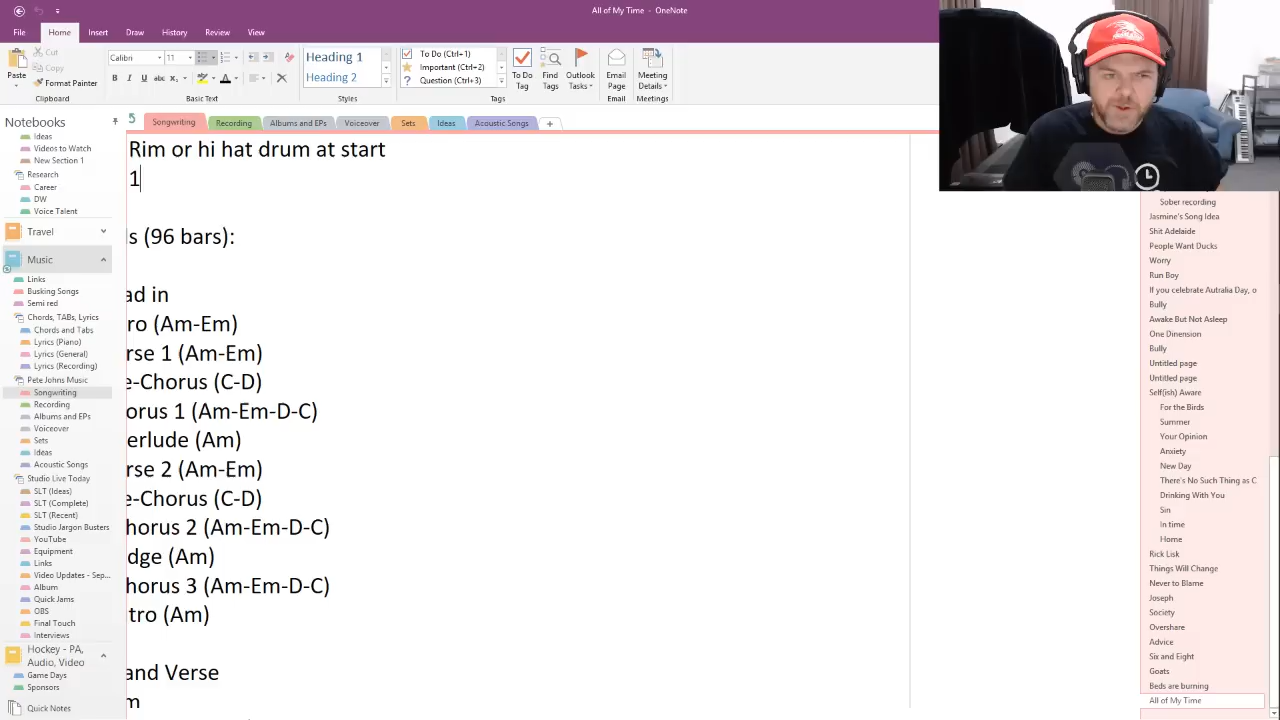 All of My Time - OneNote
File Home Insert Draw History Review View
Paste
Cut
Copy
Format Painter
Clipboard
Calibri 11
B I U abc
Basic Text
Heading 1
Heading 2
Styles
To Do (Ctrl+1)
Important (Ctrl+2)
Question (Ctrl+3)
To Do Tag
Find Tags
Outlook Tasks
Tags
Email Page
Email
Meeting Details
Meetings
Notebooks
Songwriting Recording Albums and EPs Voiceover Sets Ideas Acoustic Songs
Ideas
Videos to Watch
New Section 1
Research
Career
DW
Voice Talent
Travel
Music
Links
Busking Songs
Semi red
Chords, TABs, Lyrics
Chords and Tabs
Lyrics (Piano)
Lyrics (General)
Lyrics (Recording)
Pete Johns Music
Songwriting
Recording
Albums and EPs
Voiceover
Sets
Ideas
Acoustic Songs
Studio Live Today
SLT (Ideas)
SLT (Complete)
SLT (Recent)
Studio Jargon Busters
YouTube
Equipment
Links
Video Updates - Sep...
Album
Quick Jams
OBS
Final Touch
Interviews
Hockey - PA,
Audio, Video
Game Days
Sponsors
Quick Notes
5
Rim or hi hat drum at start
1
s (96 bars):
ad in
ro (Am-Em)
rse 1 (Am-Em)
e-Chorus (C-D)
orus 1 (Am-Em-D-C)
erlude (Am)
rse 2 (Am-Em)
e-Chorus (C-D)
horus 2 (Am-Em-D-C)
dge (Am)
horus 3 (Am-Em-D-C)
tro (Am)
and Verse
m
Sober recording
Jasmine's Song Idea
Shit Adelaide
People Want Ducks
Worry
Run Boy
If you celebrate Autralia Day, o
Bully
Awake But Not Asleep
One Dimension
Bully
Untitled page
Untitled page
Self(ish) Aware
For the Birds
Summer
Your Opinion
Anxiety
New Day
There's No Such Thing as C
Drinking With You
Sin
In time
Home
Rick Lisk
Things Will Change
Never to Blame
Joseph
Society
Overshare
Advice
Six and Eight
Goats
Beds are burning
All of My Time